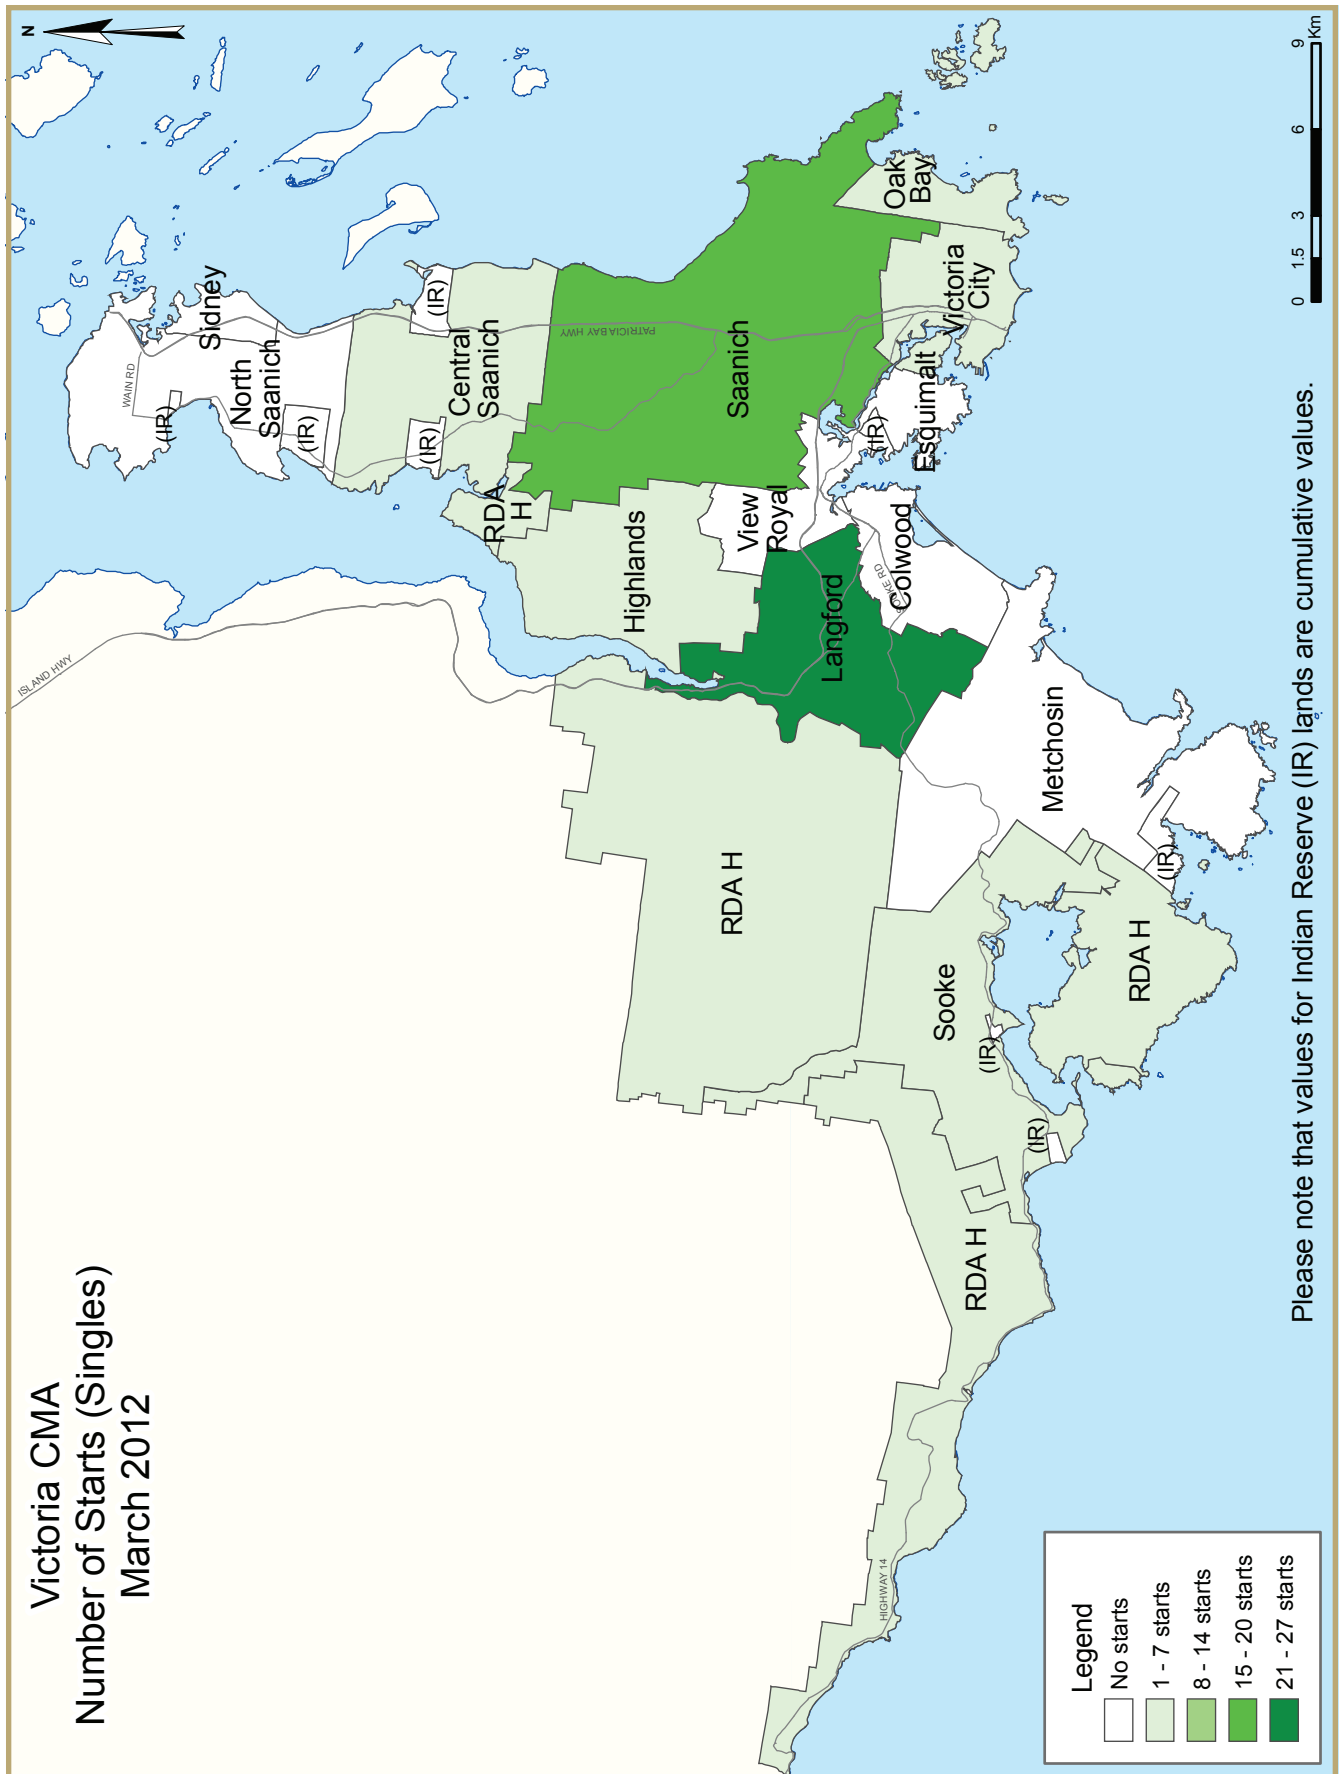 Victoria CMA
Number of Starts (Singles)
March 2012
N
ISLAND HWY
WAIN RD
Sidney
North
Saanich
(IR)
(IR)
(IR)
(IR)
Central
Saanich
PATRICIA BAY HWY
Saanich
RDA
H
Highlands
View
Royal
Langford
Colwood
(IR)
Esquimalt
Victoria
City
Oak
Bay
RDA H
Metchosin
(IR)
Sooke
(IR)
(IR)
RDA H
RDA H
HIGHWAY 14
Legend
No starts
1 - 7 starts
8 - 14 starts
15 - 20 starts
21 - 27 starts
0 1.5 3 6 9
Km
Please note that values for Indian Reserve (IR) lands are cumulative values.